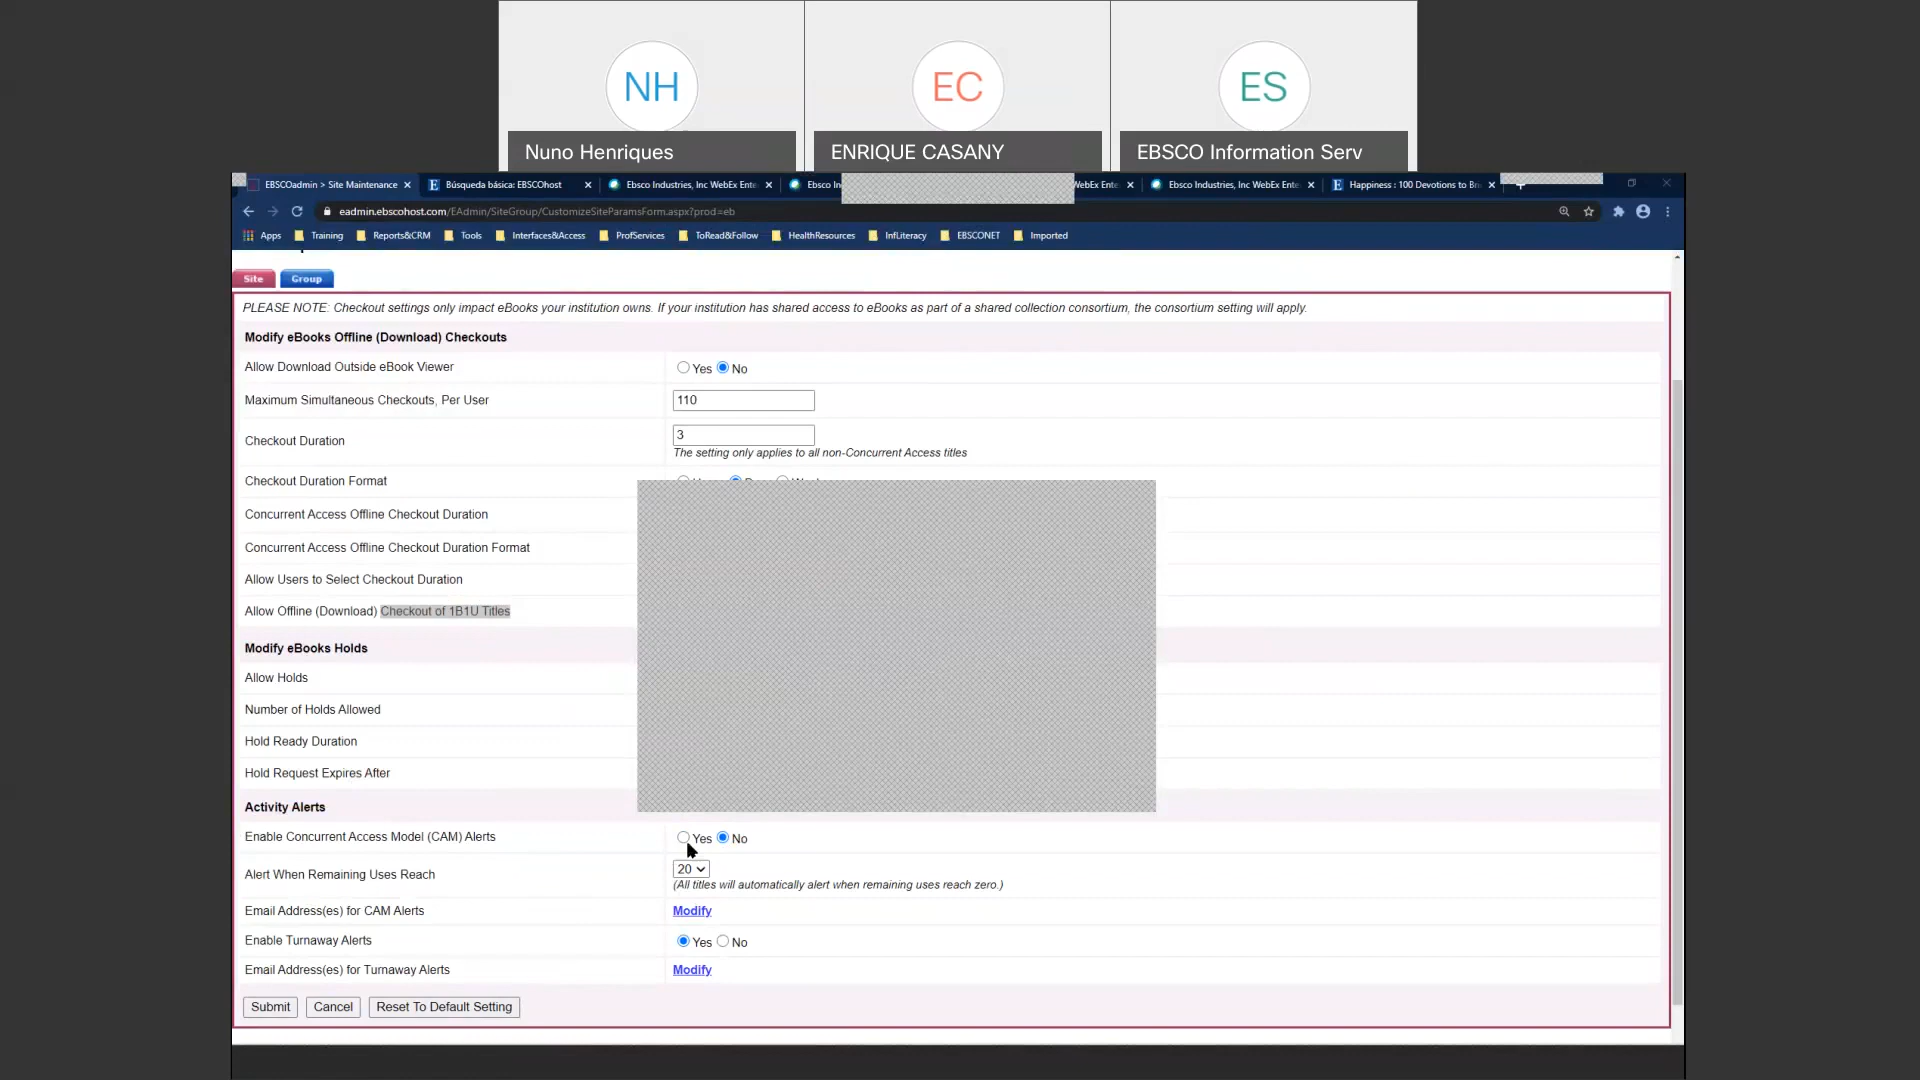 NH
EC
ES
Nuno Henriques
ENRIQUE CASANY
EBSCO Information Serv
EBSCOadmin > Site Maintenance
Búsqueda básica: EBSCOhost
Ebsco Industries, Inc WebEx Ente
Ebsco In
WebEx Ente
Ebsco Industries, Inc WebEx Ente
Happiness : 100 Devotions to Bri
eadmin.ebscohost.com/EAdmin/SiteGroup/CustomizeSiteParamsForm.aspx?prod=eb
Apps Training Reports&CRM Tools Interfaces&Access ProfServices ToRead&Follow HealthResources InfLiteracy EBSCONET Imported
Site Group
PLEASE NOTE: Checkout settings only impact eBooks your institution owns. If your institution has shared access to eBooks as part of a shared collection consortium, the consortium setting will apply.
Modify eBooks Offline (Download) Checkouts
Allow Download Outside eBook Viewer Yes No
Maximum Simultaneous Checkouts, Per User 110
Checkout Duration 3
The setting only applies to all non-Concurrent Access titles
Checkout Duration Format
Concurrent Access Offline Checkout Duration
Concurrent Access Offline Checkout Duration Format
Allow Users to Select Checkout Duration
Allow Offline (Download) Checkout of 1B1U Titles
Modify eBooks Holds
Allow Holds
Number of Holds Allowed
Hold Ready Duration
Hold Request Expires After
Activity Alerts
Enable Concurrent Access Model (CAM) Alerts Yes No
Alert When Remaining Uses Reach 20
(All titles will automatically alert when remaining uses reach zero.)
Email Address(es) for CAM Alerts Modify
Enable Turnaway Alerts Yes No
Email Address(es) for Turnaway Alerts Modify
Submit Cancel Reset To Default Setting